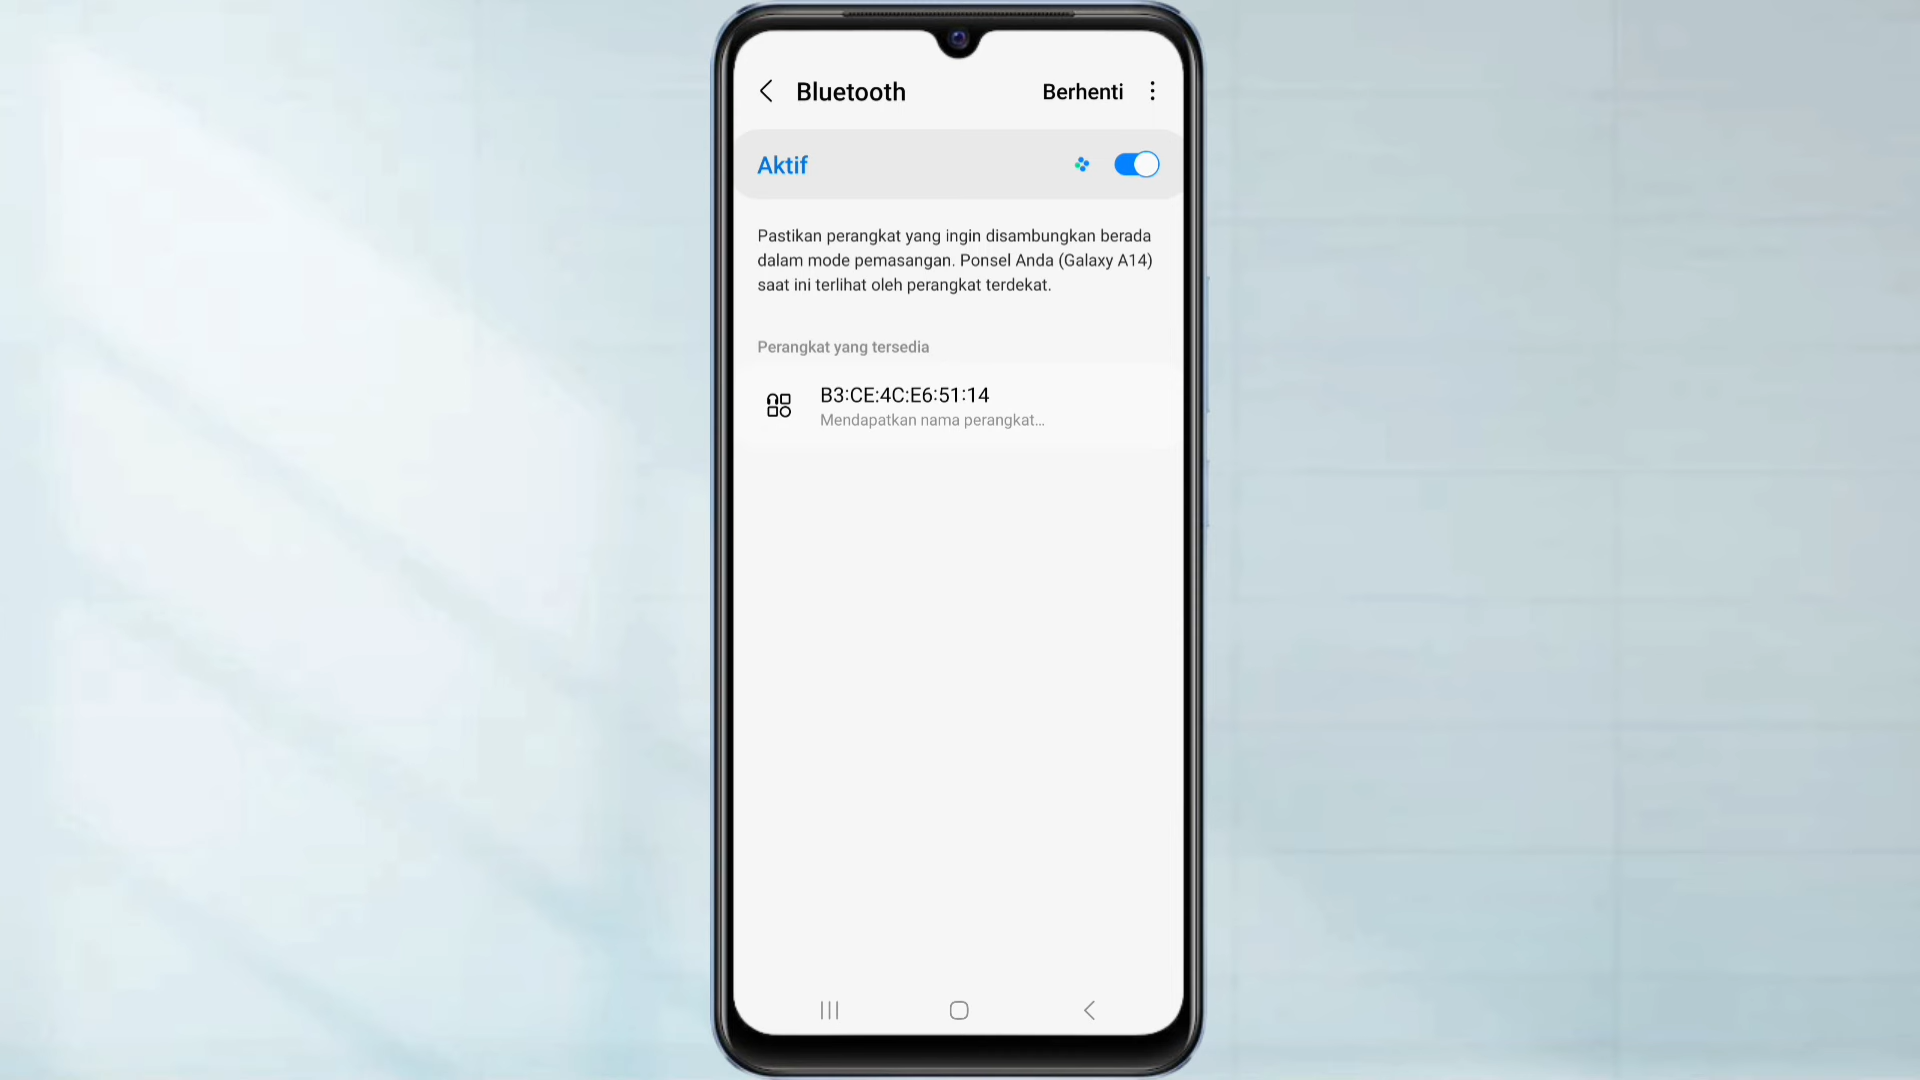 Bluetooth
Berhenti
Aktif
Pastikan perangkat yang ingin disambungkan berada
dalam mode pemasangan. Ponsel Anda (Galaxy A14)
saat ini terlihat oleh perangkat terdekat.
Perangkat yang tersedia
B3:CE:4C:E6:51:14
Mendapatkan nama perangkat...